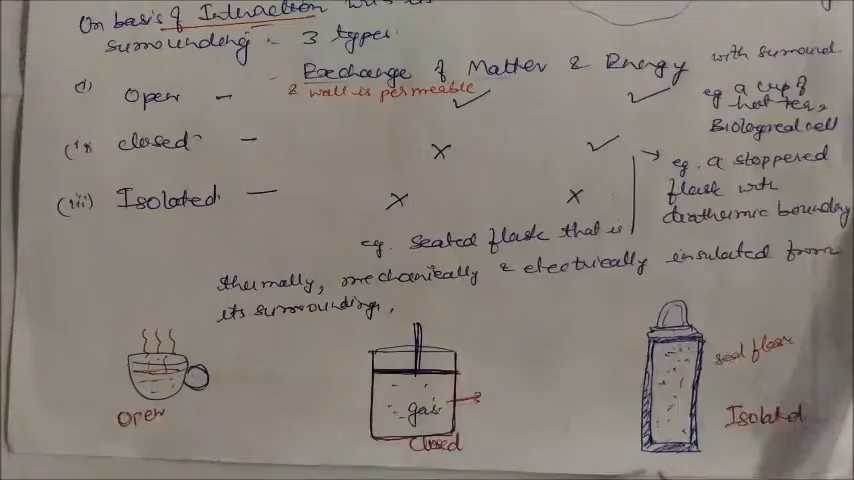 On basis of Interaction with its
surrounding - 3 types.
Exchange of Matter & Energy with surround.
(i) Open - & wall is permeable ✓ ✓ eg a cup of
hot tea,
Biological cell
(ii) closed - × ✓ → eg. a stoppered
flask with
diathermic boundary
(iii) Isolated - × ×
eg. sealed flask that is
thermally, mechanically & electrically insulated from
its surroundings.
Open
gas
Closed
Isolated